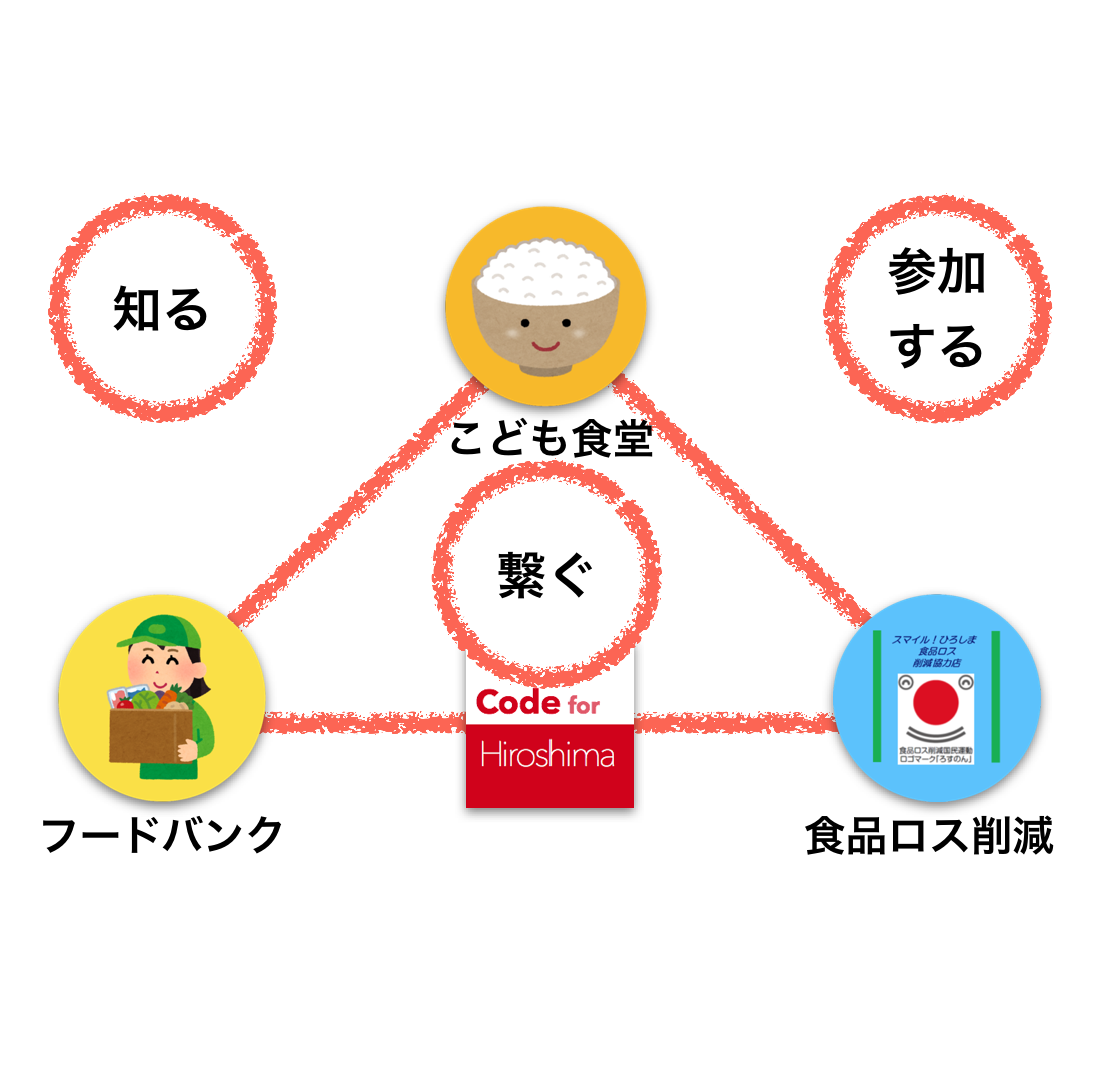 知る
参加
する
こども食堂
繋ぐ
Code for
Hiroshima
フードバンク
スマイル！ひろしま
食品ロス
削減協力店
食品ロス削減国民運動
ロゴマーク「ろすのん」
食品ロス削減